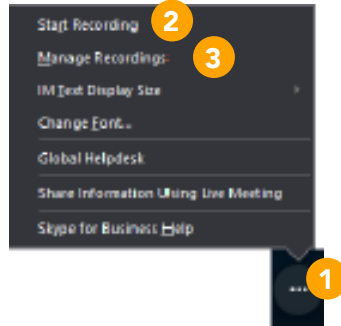 Start Recording 2
Manage Recordings 3
IM Text Display Size
Change Font...
Global Helpdesk
Share Information Using Live Meeting
Skype for Business Help
... 1